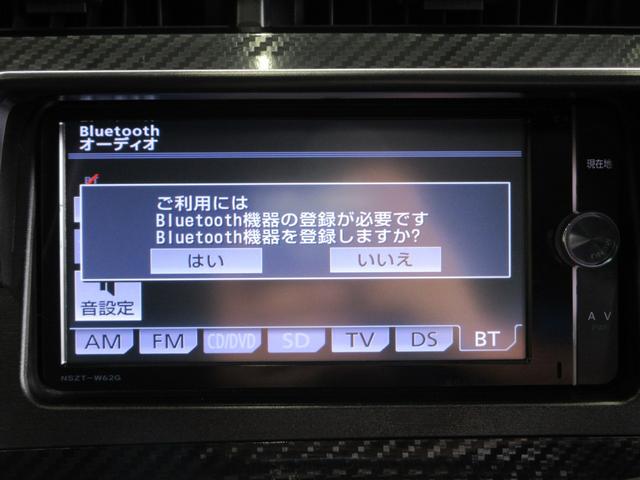 Bluetooth
オーディオ
現在地
ご利用には
Bluetooth機器の登録が必要です
Bluetooth機器を登録しますか?
はい
いいえ
音設定
AM
FM
CD/DVD
SD
TV
DS
BT
AV
NSZT-W62G